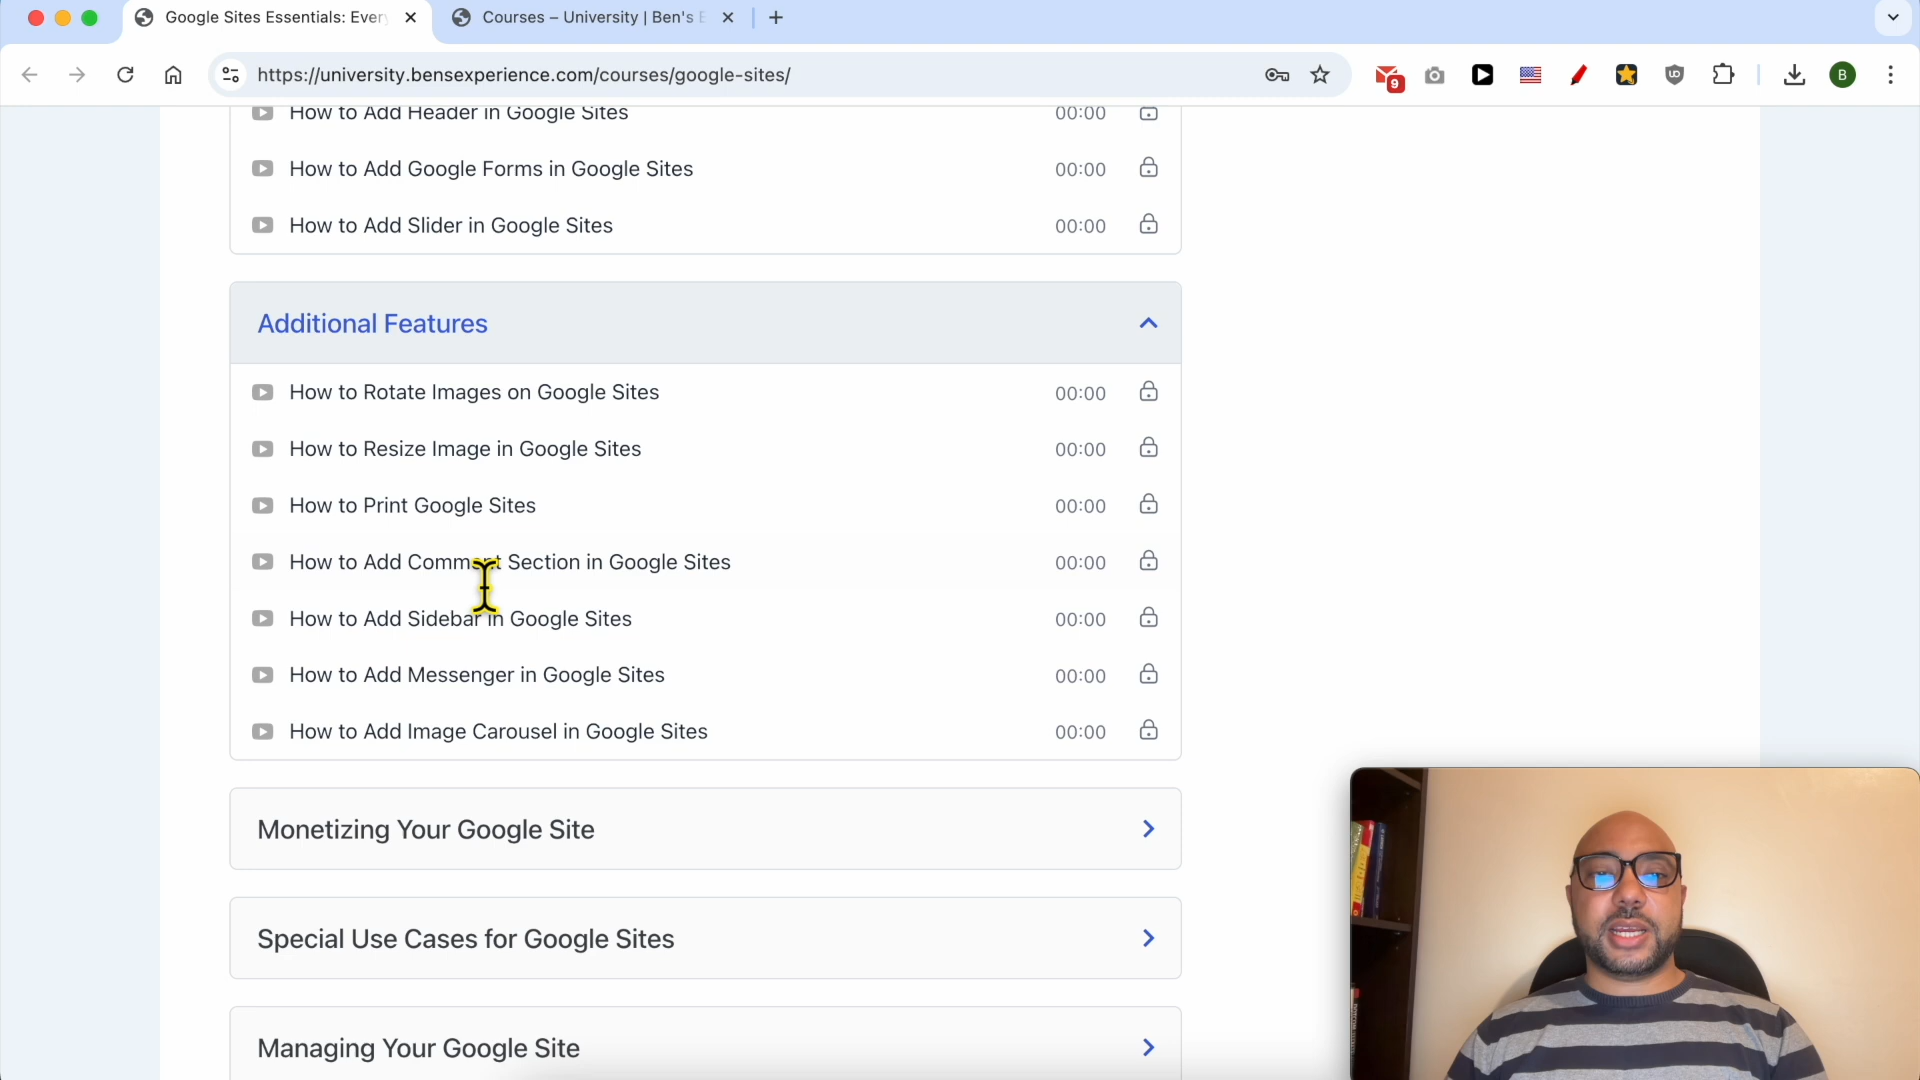 Google Sites Essentials: Ever
Courses – University | Ben's E
https://university.bensexperience.com/courses/google-sites/
9
B
How to Add Header in Google Sites 00:00
How to Add Google Forms in Google Sites 00:00
How to Add Slider in Google Sites 00:00
Additional Features
How to Rotate Images on Google Sites 00:00
How to Resize Image in Google Sites 00:00
How to Print Google Sites 00:00
How to Add Comment Section in Google Sites 00:00
How to Add Sidebar in Google Sites 00:00
How to Add Messenger in Google Sites 00:00
How to Add Image Carousel in Google Sites 00:00
Monetizing Your Google Site
Special Use Cases for Google Sites
Managing Your Google Site